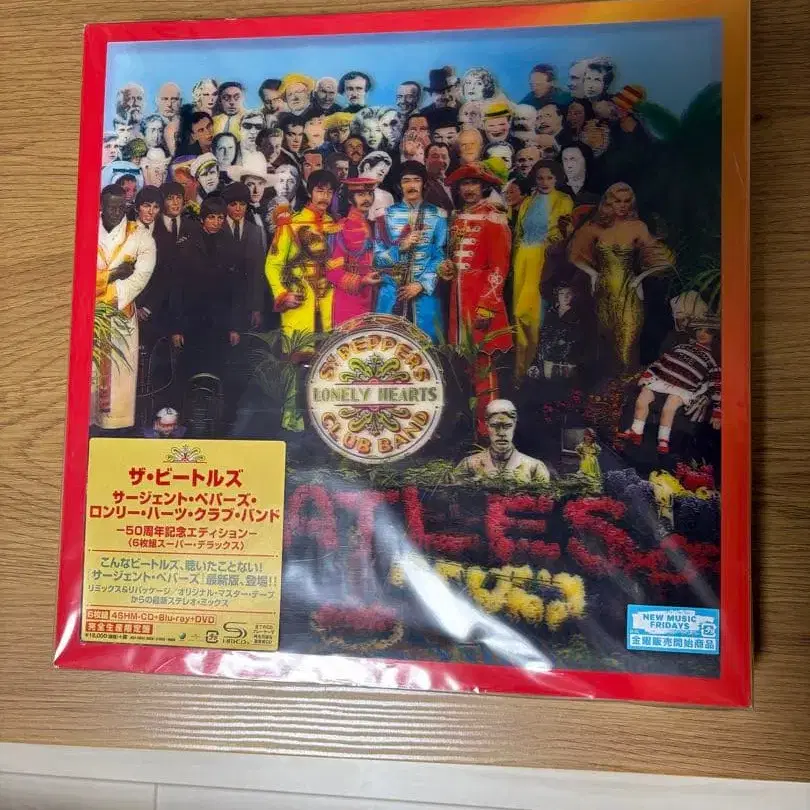 SGT. PEPPERS
LONELY HEARTS
CLUB BAND
ATLES
ザ・ビートルズ
サージェント・ペパーズ・
ロンリー・ハーツ・クラブ・バンド
－50周年記念エディション－
〈6枚組スーパー・デラックス〉
こんなビートルズ、聴いたことない!
サージェント・ペパーズ 最新版、登場!!
リミックス&リパッケージ/オリジナル・マスター・テープ
からの最新ステレオ・ミックス
6枚組 4SHM-CD+Blu-ray+DVD
完全生産限定盤
NEW MUSIC
FRIDAYS
金曜販売開始商品